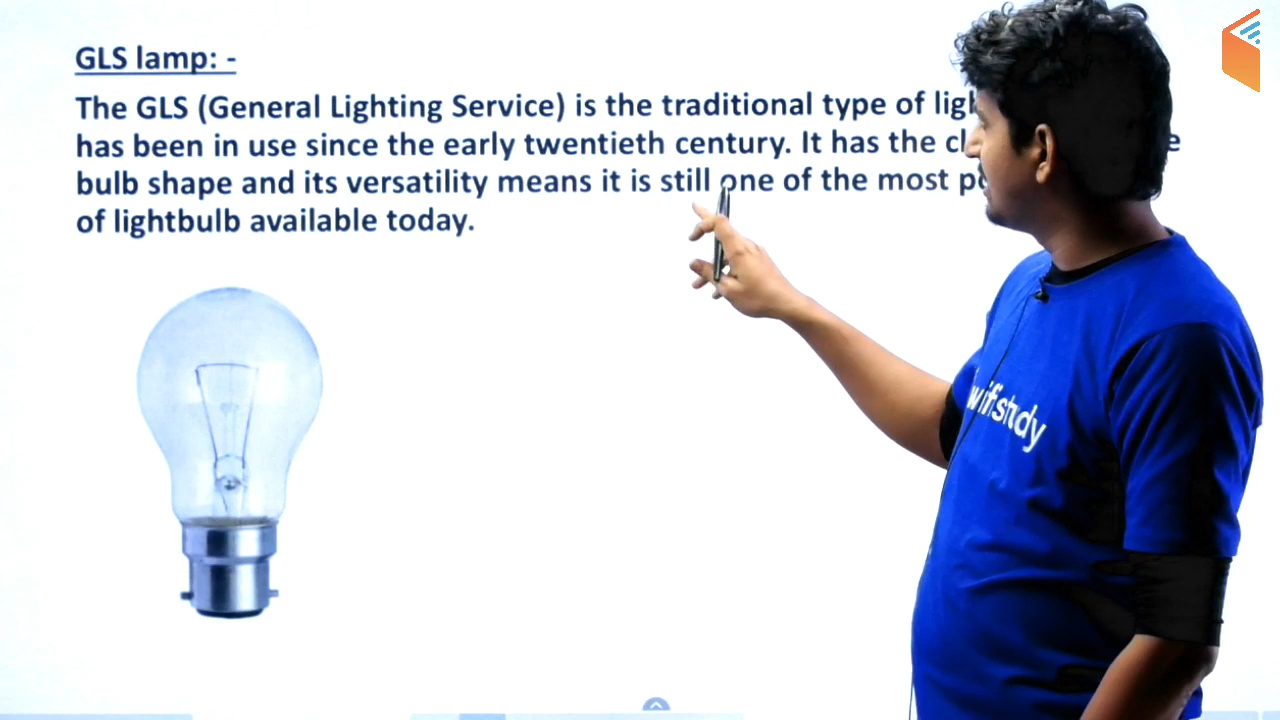 GLS lamp: -
The GLS (General Lighting Service) is the traditional type of
has been in use since the early twentieth century. It has the
bulb shape and its versatility means it is still one of the most
of lightbulb available today.
wifistudy